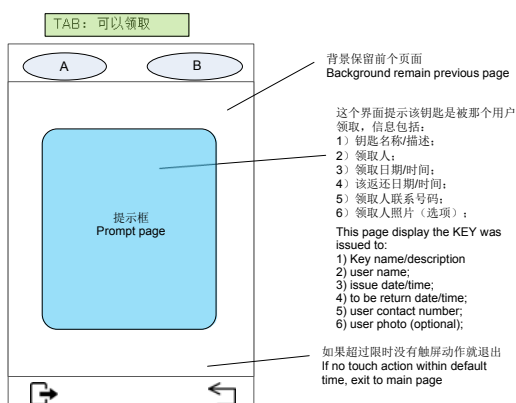 TAB: 可以领取
A
B
背景保留前个页面
Background remain previous page
这个界面提示该钥匙是被那个用户
领取，信息包括：
1）钥匙名称/描述；
2）领取人；
3）领取日期/时间；
4）该返还日期/时间；
5）领取人联系号码；
6）领取人照片（选项）；
This page display the KEY was
issued to:
1) Key name/description
2) user name;
3) issue date/time;
4) to be return date/time;
5) user contact number;
6) user photo (optional);
提示框
Prompt page
如果超过限时没有触屏动作就退出
If no touch action within default
time, exit to main page